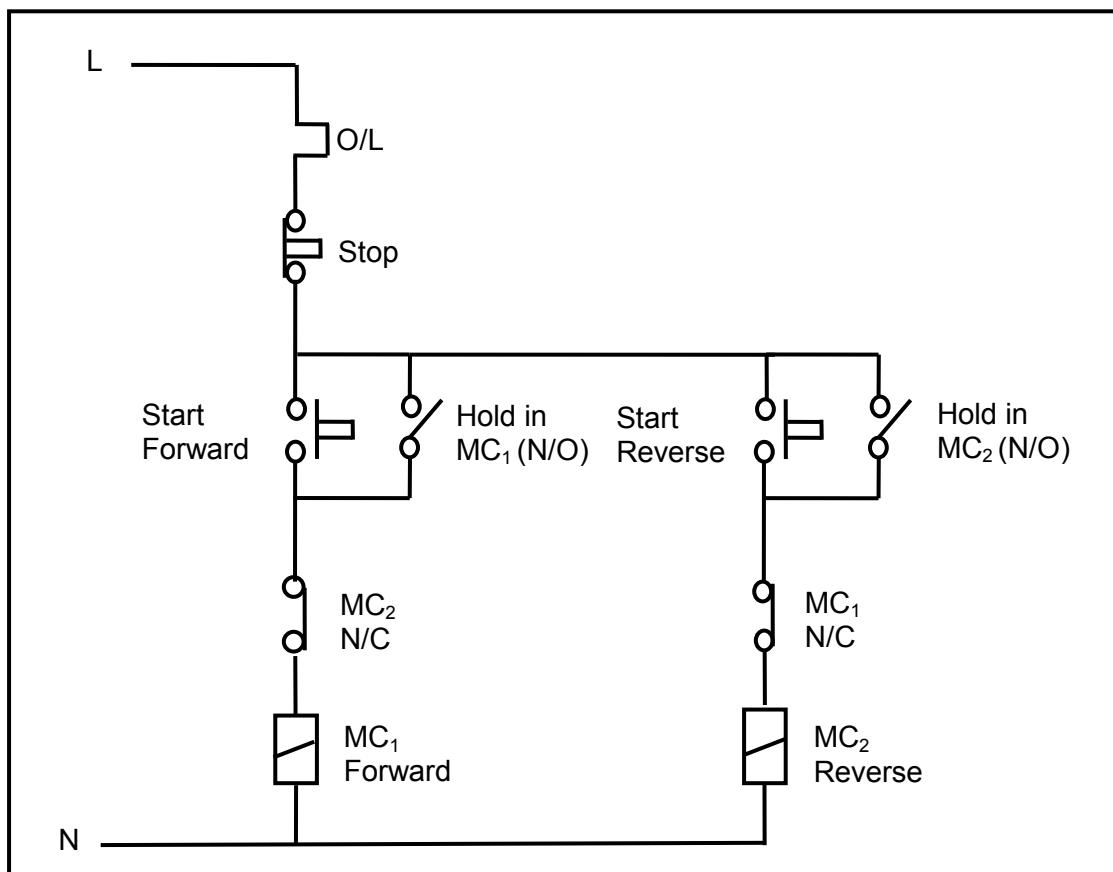 L
O/L
Stop
Start
Forward
Hold in
MC₁ (N/O)
Start
Reverse
Hold in
MC₂ (N/O)
MC₂
N/C
MC₁
N/C
MC₁
Forward
MC₂
Reverse
N